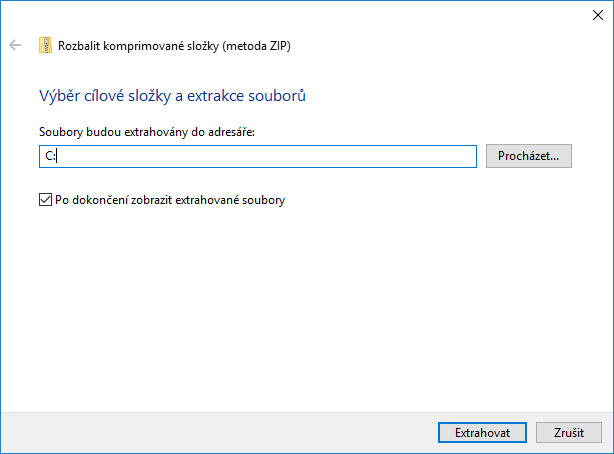 Rozbalit komprimované složky (metoda ZIP)
Výběr cílové složky a extrakce souborů
Soubory budou extrahovány do adresáře:
C:
Procházet...
Po dokončení zobrazit extrahované soubory
Extrahovat
Zrušit